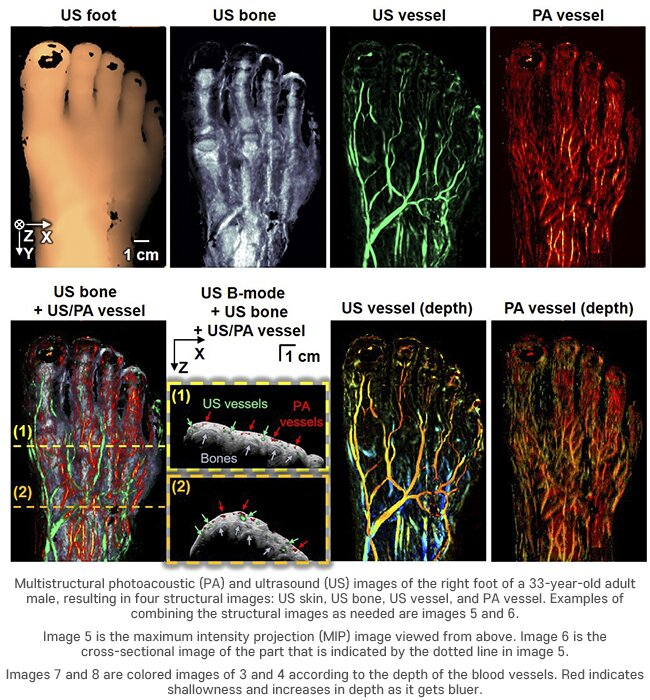 US foot
US bone
US vessel
PA vessel
Z X
Y
1 cm
US bone
+ US/PA vessel
US B-mode
+ US bone
+ US/PA vessel
X
Z
1 cm
US vessel (depth)
PA vessel (depth)
(1)
(2)
(1)
US vessels
PA
vessels
Bones
(2)
Multistructural photoacoustic (PA) and ultrasound (US) images of the right foot of a 33-year-old adult
male, resulting in four structural images: US skin, US bone, US vessel, and PA vessel. Examples of
combining the structural images as needed are images 5 and 6.
Image 5 is the maximum intensity projection (MIP) image viewed from above. Image 6 is the
cross-sectional image of the part that is indicated by the dotted line in image 5.
Images 7 and 8 are colored images of 3 and 4 according to the depth of the blood vessels. Red indicates
shallowness and increases in depth as it gets bluer.